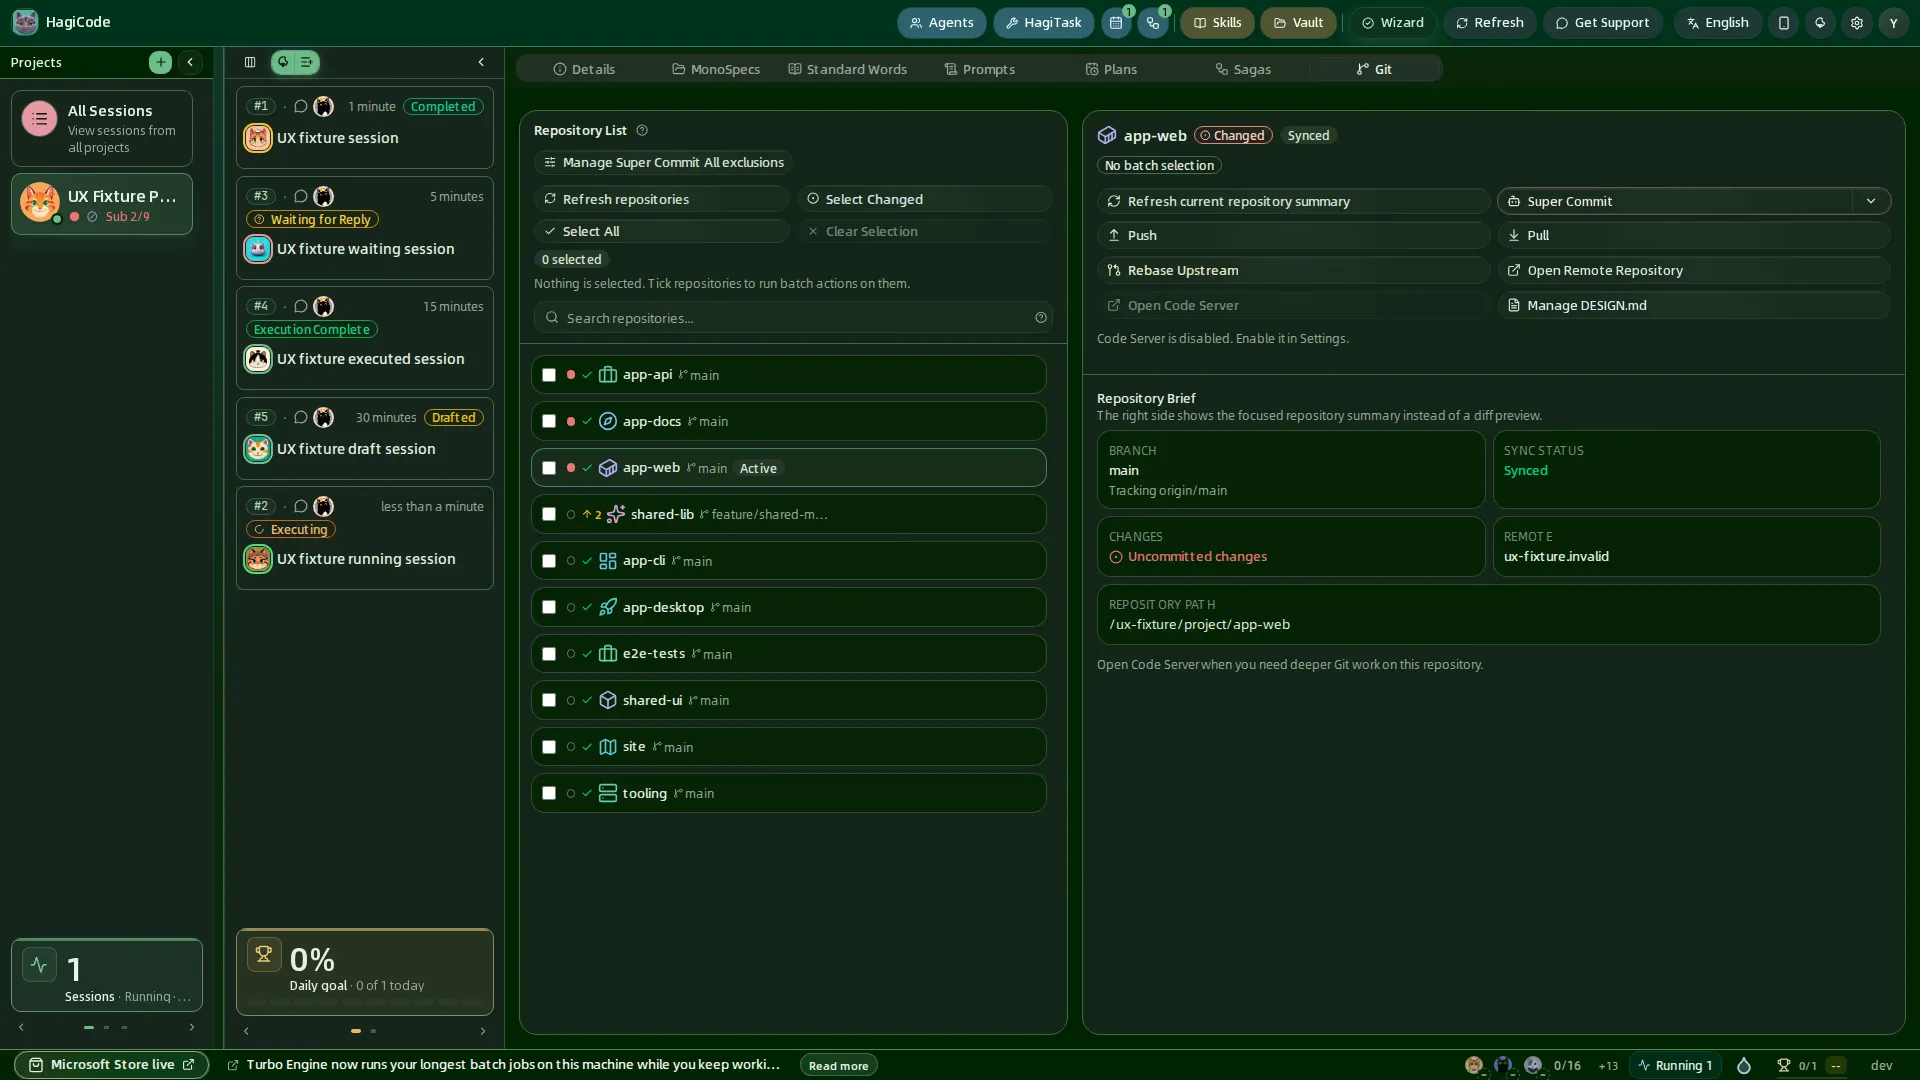 HagiCode
Agents
HagiTask
1
1
Skills
Vault
Wizard
Refresh
Get Support
English
Y
Projects
All Sessions
View sessions from
all projects
UX Fixture P...
Sub 2/9
#1 · 1 minute Completed
UX fixture session
#3 · 5 minutes
Waiting for Reply
UX fixture waiting session
#4 · 15 minutes
Execution Complete
UX fixture executed session
#5 · 30 minutes Drafted
UX fixture draft session
#2 · less than a minute
Executing
UX fixture running session
1
Sessions · Running · ...
0%
Daily goal · 0 of 1 today
Details
MonoSpecs
Standard Words
Prompts
Plans
Sagas
Git
Repository List
Manage Super Commit All exclusions
Refresh repositories
Select Changed
Select All
Clear Selection
0 selected
Nothing is selected. Tick repositories to run batch actions on them.
Search repositories...
app-api main
app-docs main
app-web main Active
2 shared-lib feature/shared-m...
app-cli main
app-desktop main
e2e-tests main
shared-ui main
site main
tooling main
app-web Changed Synced
No batch selection
Refresh current repository summary
Super Commit
Push
Pull
Rebase Upstream
Open Remote Repository
Open Code Server
Manage DESIGN.md
Code Server is disabled. Enable it in Settings.
Repository Brief
The right side shows the focused repository summary instead of a diff preview.
BRANCH
main
Tracking origin/main
SYNC STATUS
Synced
CHANGES
Uncommitted changes
REMOTE
ux-fixture.invalid
REPOSITORY PATH
/ux-fixture/project/app-web
Open Code Server when you need deeper Git work on this repository.
Microsoft Store live
Turbo Engine now runs your longest batch jobs on this machine while you keep worki...
Read more
0/16
+13
Running 1
0/1
--
dev